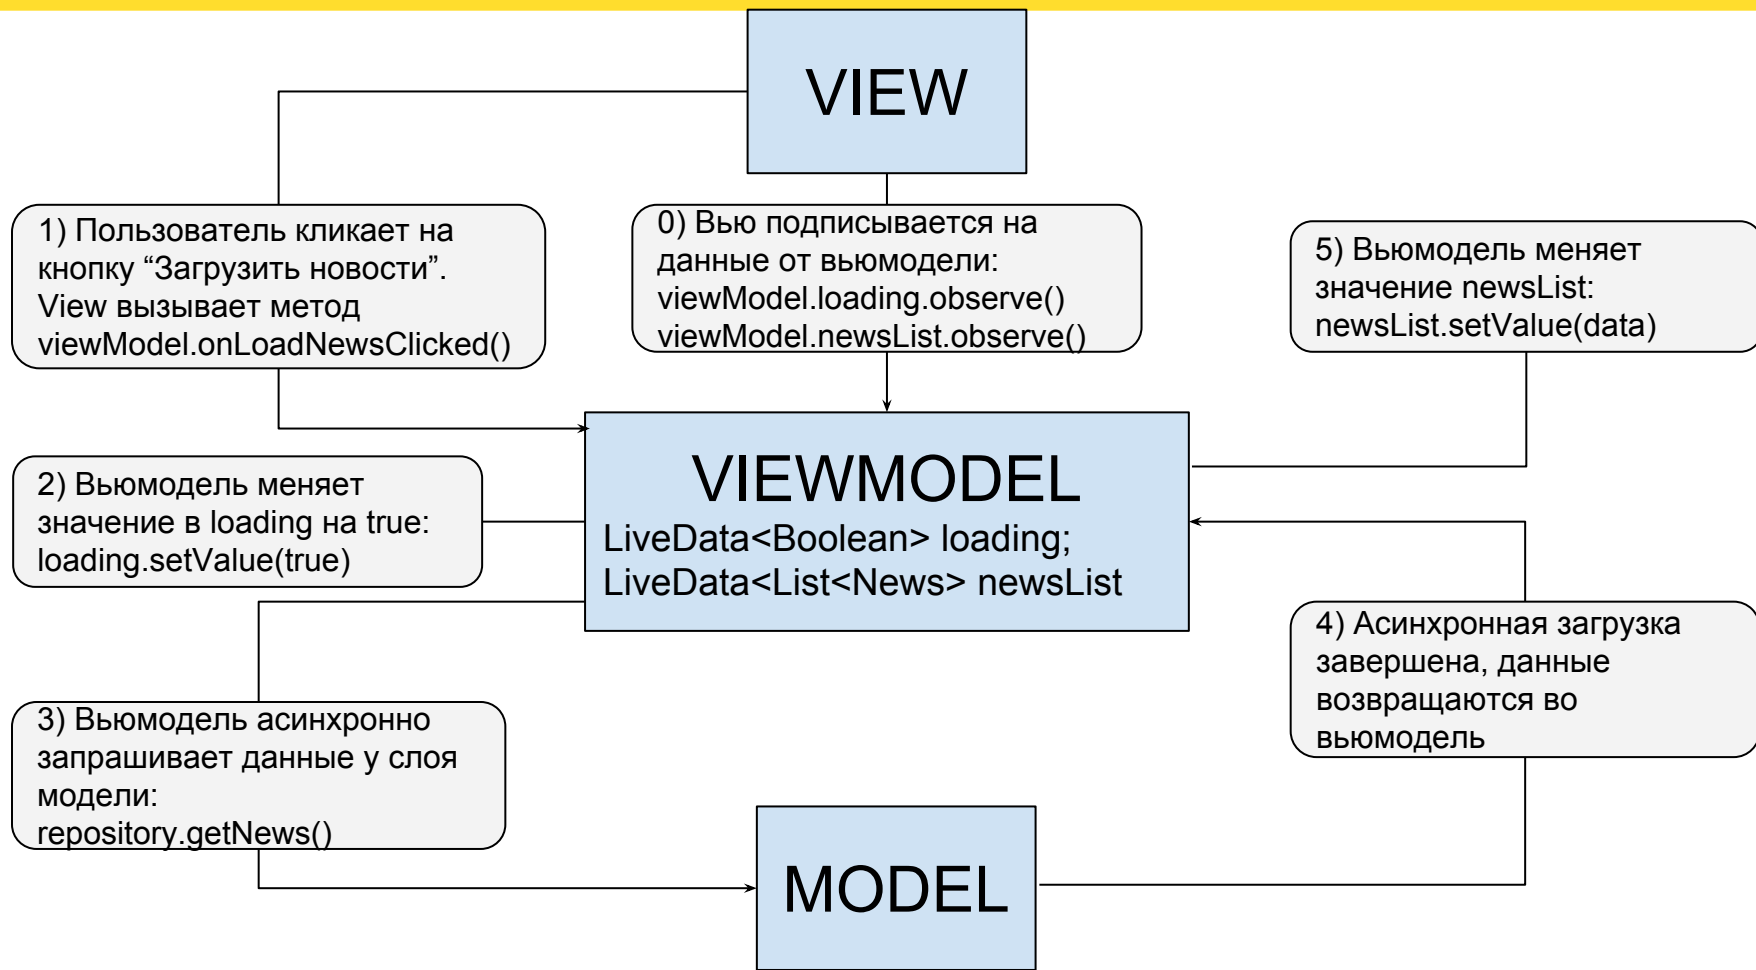 VIEW
1) Пользователь кликает на
кнопку “Загрузить новости”.
View вызывает метод
viewModel.onLoadNewsClicked()
0) Вью подписывается на
данные от вьюмодели:
viewModel.loading.observe()
viewModel.newsList.observe()
5) Вьюмодель меняет
значение newsList:
newsList.setValue(data)
2) Вьюмодель меняет
значение в loading на true:
loading.setValue(true)
VIEWMODEL
LiveData<Boolean> loading;
LiveData<List<News> newsList
4) Асинхронная загрузка
завершена, данные
возвращаются во
вьюмодель
3) Вьюмодель асинхронно
запрашивает данные у слоя
модели:
repository.getNews()
MODEL